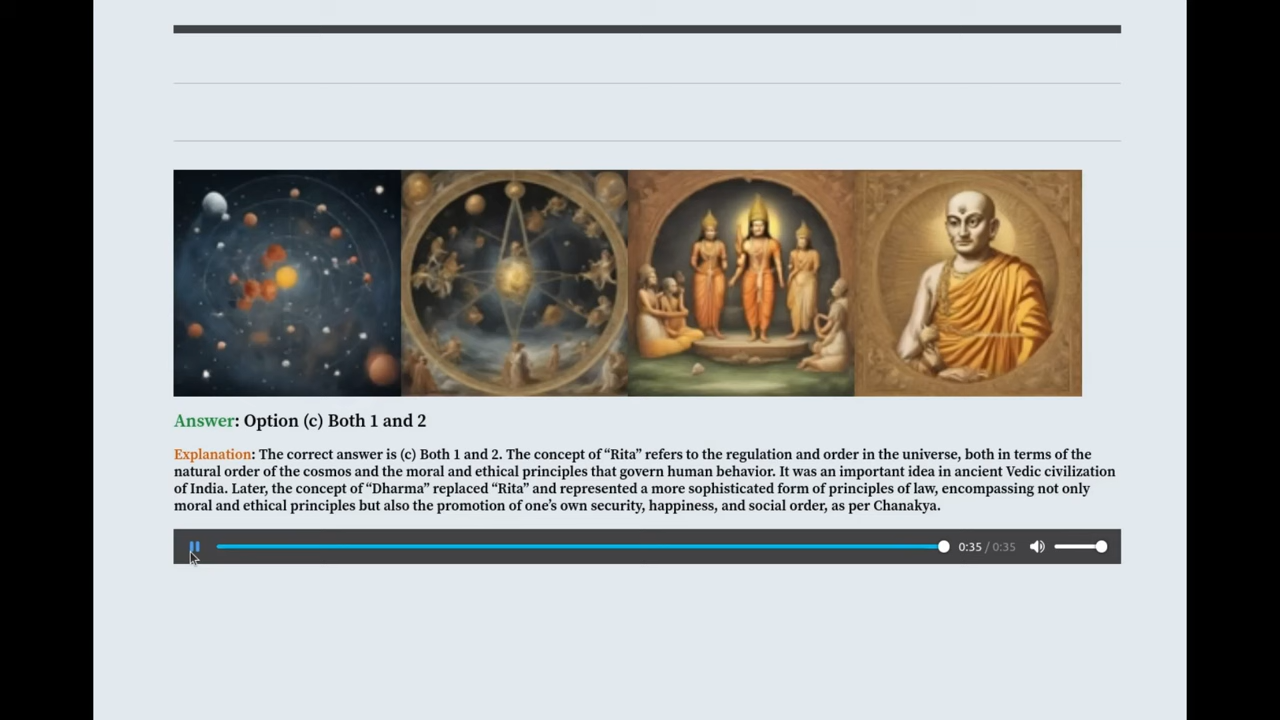 Answer: Option (c) Both 1 and 2
Explanation: The correct answer is (c) Both 1 and 2. The concept of “Rita” refers to the regulation and order in the universe, both in terms of the
natural order of the cosmos and the moral and ethical principles that govern human behavior. It was an important idea in ancient Vedic civilization
of India. Later, the concept of “Dharma” replaced “Rita” and represented a more sophisticated form of principles of law, encompassing not only
moral and ethical principles but also the promotion of one’s own security, happiness, and social order, as per Chanakya.
0:35 / 0:35